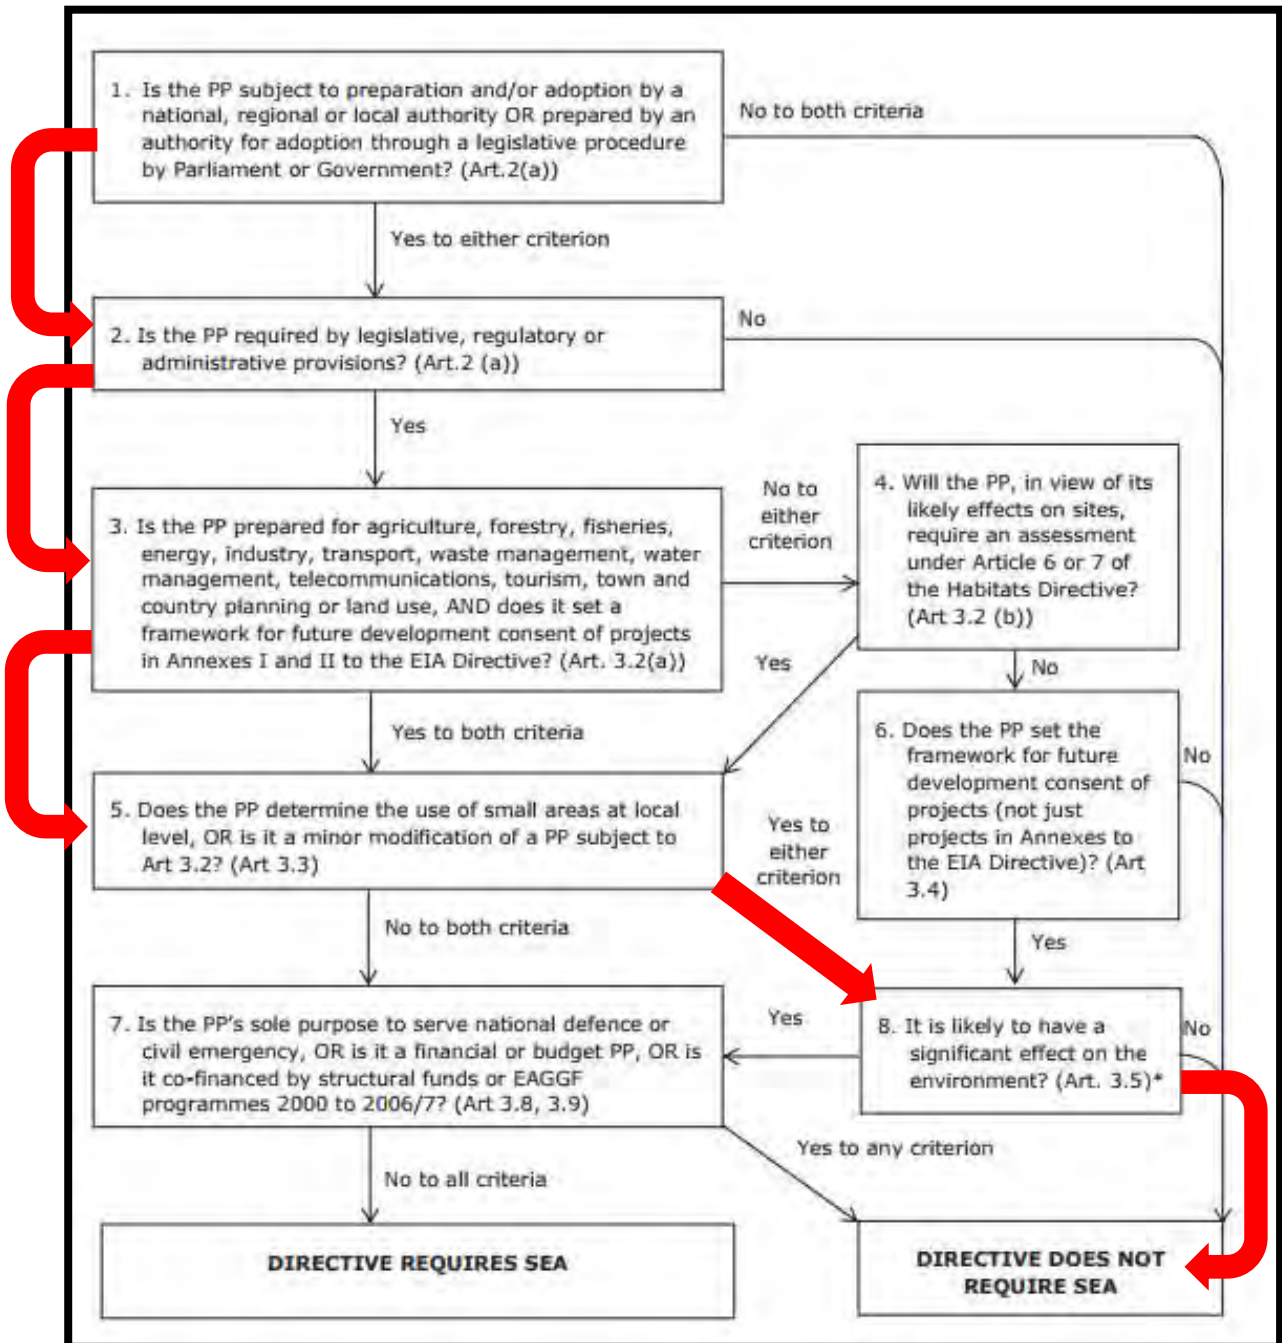 1. Is the PP subject to preparation and/or adoption by a
national, regional or local authority OR prepared by an
authority for adoption through a legislative procedure
by Parliament or Government? (Art.2(a))
No to both criteria
Yes to either criterion
2. Is the PP required by legislative, regulatory or
administrative provisions? (Art.2 (a))
No
Yes
3. Is the PP prepared for agriculture, forestry, fisheries,
energy, industry, transport, waste management, water
management, telecommunications, tourism, town and
country planning or land use, AND does it set a
framework for future development consent of projects
in Annexes I and II to the EIA Directive? (Art. 3.2(a))
No to
either
criterion
4. Will the PP, in view of its
likely effects on sites,
require an assessment
under Article 6 or 7 of
the Habitats Directive?
(Art 3.2 (b))
Yes
No
Yes to both criteria
6. Does the PP set the
framework for future
development consent of
projects (not just
projects in Annexes to
the EIA Directive)? (Art
3.4)
No
5. Does the PP determine the use of small areas at local
level, OR is it a minor modification of a PP subject to
Art 3.2? (Art 3.3)
Yes to
either
criterion
No to both criteria
Yes
7. Is the PP's sole purpose to serve national defence or
civil emergency, OR is it a financial or budget PP, OR is
it co-financed by structural funds or EAGGF
programmes 2000 to 2006/7? (Art 3.8, 3.9)
Yes
8. It is likely to have a
significant effect on the
environment? (Art. 3.5)*
No
Yes to any criterion
No to all criteria
DIRECTIVE REQUIRES SEA
DIRECTIVE DOES NOT
REQUIRE SEA